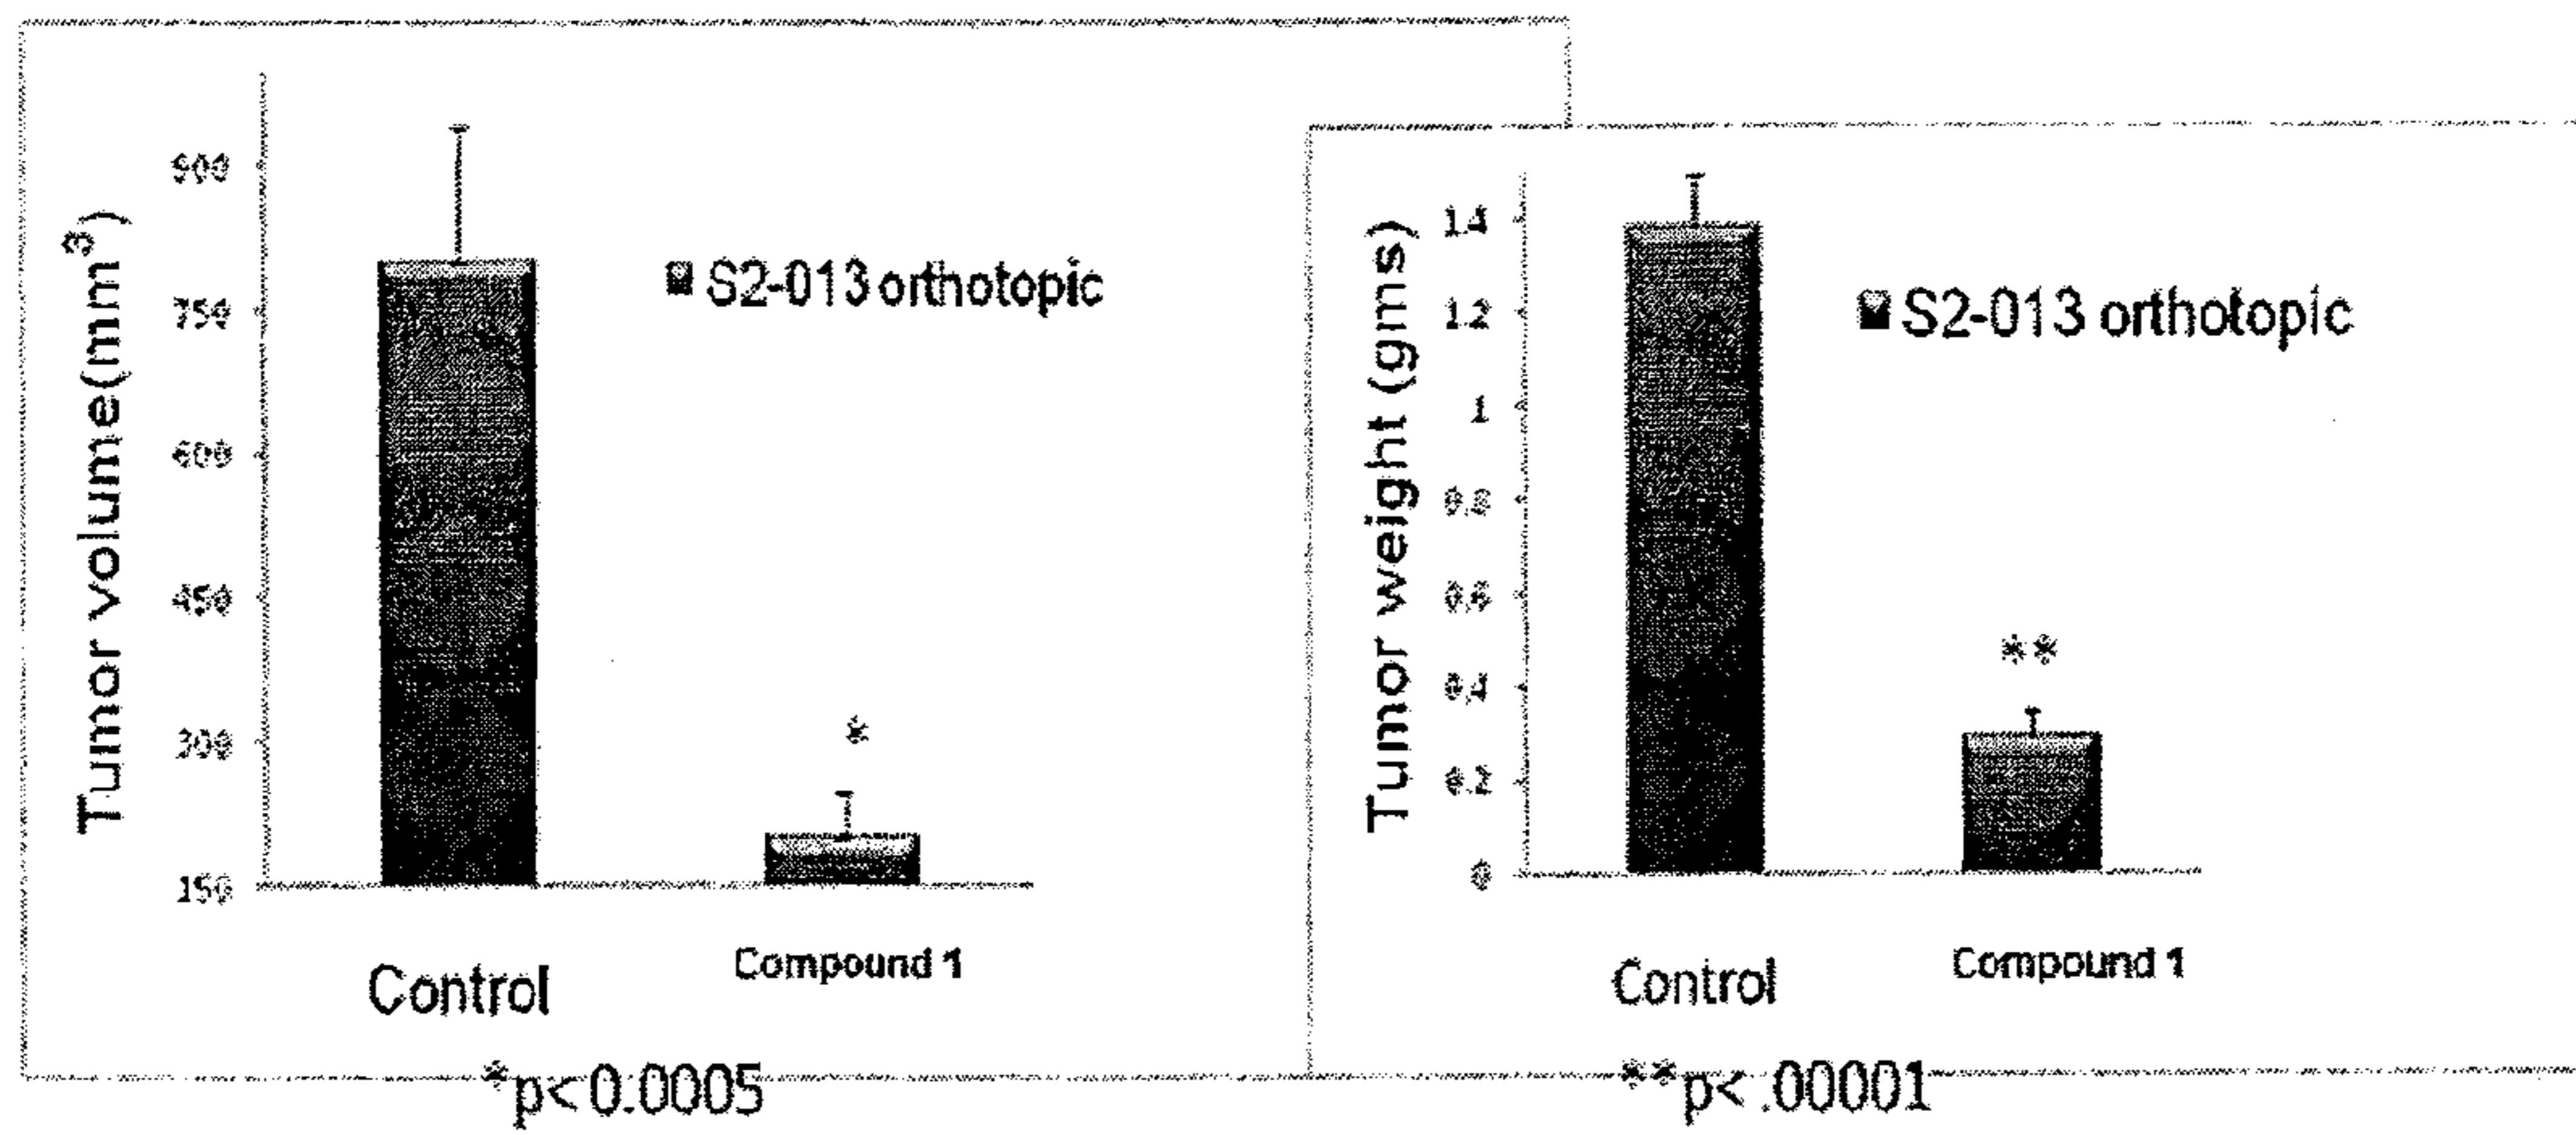 Tumor volume(mm³)
900
750
600
450
300
150
S2-013 orthotopic
*
Control
Compound 1
*p<0.0005
Tumor weight (gms)
1.4
1.2
1
0.8
0.6
0.4
0.2
0
S2-013 orthotopic
**
Control
Compound 1
**p<.00001